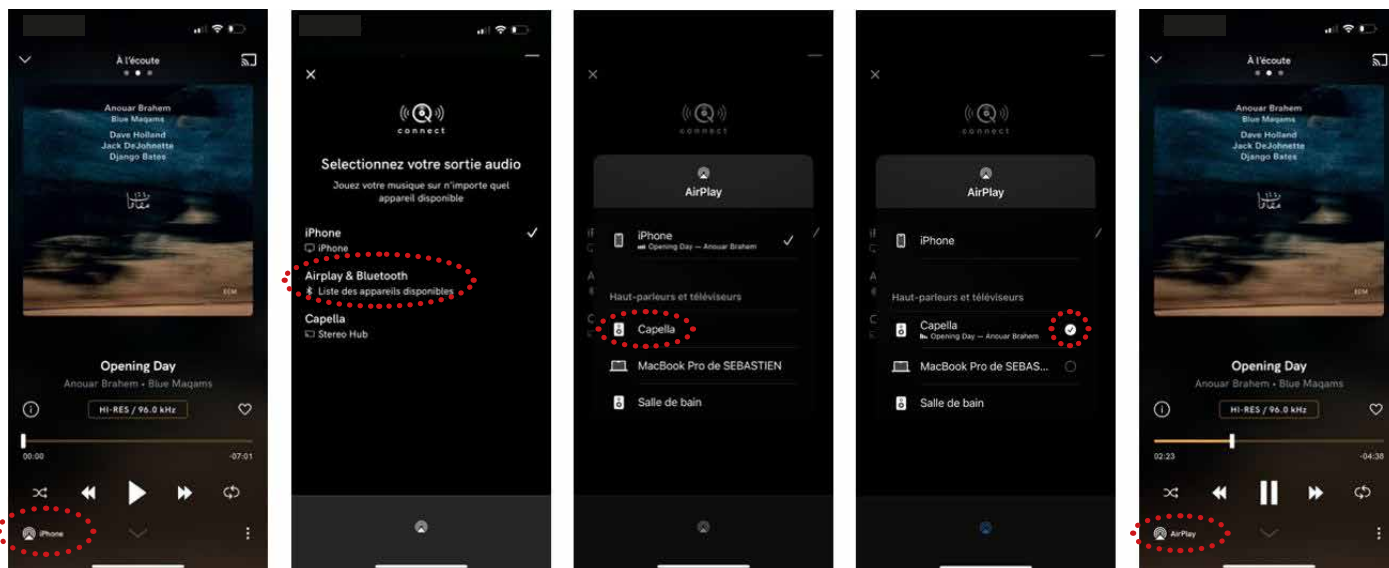 À l'écoute
Anouar Brahem
Blue Maqams
Dave Holland
Jack DeJohnette
Django Bates
مقامات
ECM
Opening Day
Anouar Brahem • Blue Maqams
HI-RES / 96.0 kHz
00:00
-07:01
iPhone
connect
Selectionnez votre sortie audio
Jouez votre musique sur n'importe quel
appareil disponible
iPhone
iPhone
Airplay & Bluetooth
Liste des appareils disponibles
Capella
Stereo Hub
connect
AirPlay
iPhone
Opening Day — Anouar Brahem
Haut-parleurs et téléviseurs
Capella
MacBook Pro de SEBASTIEN
Salle de bain
connect
AirPlay
iPhone
Haut-parleurs et téléviseurs
Capella
Opening Day — Anouar Brahem
MacBook Pro de SEBAS...
Salle de bain
À l'écoute
Anouar Brahem
Blue Maqams
Dave Holland
Jack DeJohnette
Django Bates
مقامات
ECM
Opening Day
Anouar Brahem • Blue Maqams
HI-RES / 96.0 kHz
02:23
-04:38
AirPlay